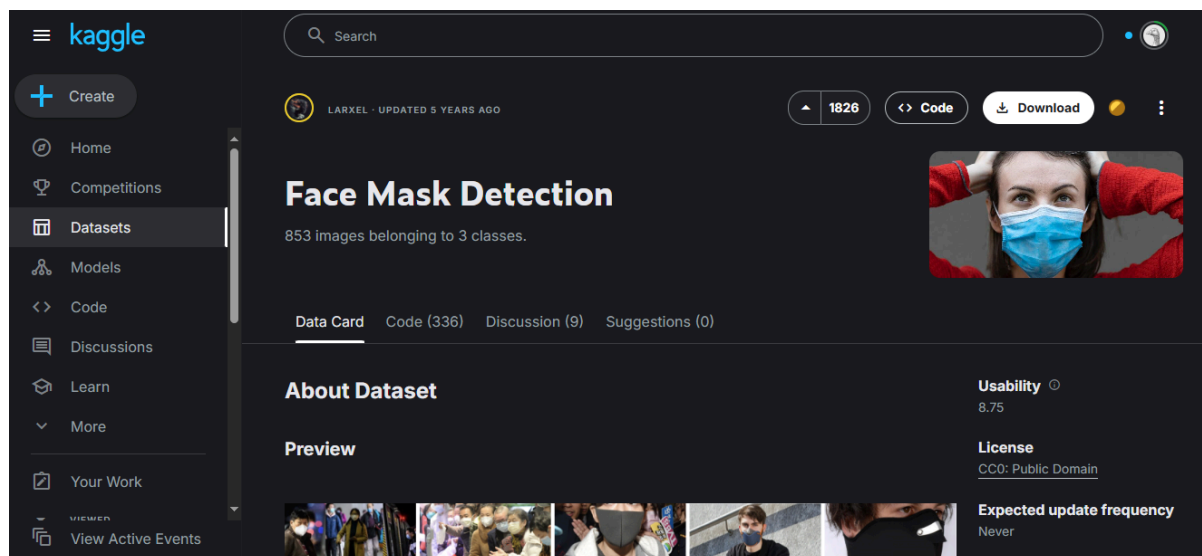 kaggle
Search
Create
Home
Competitions
Datasets
Models
Code
Discussions
Learn
More
Your Work
VIEWED
View Active Events
LARXEL · UPDATED 5 YEARS AGO
1826
<> Code
Download
Face Mask Detection
853 images belonging to 3 classes.
Data Card Code (336) Discussion (9) Suggestions (0)
About Dataset
Preview
Usability
8.75
License
CC0: Public Domain
Expected update frequency
Never